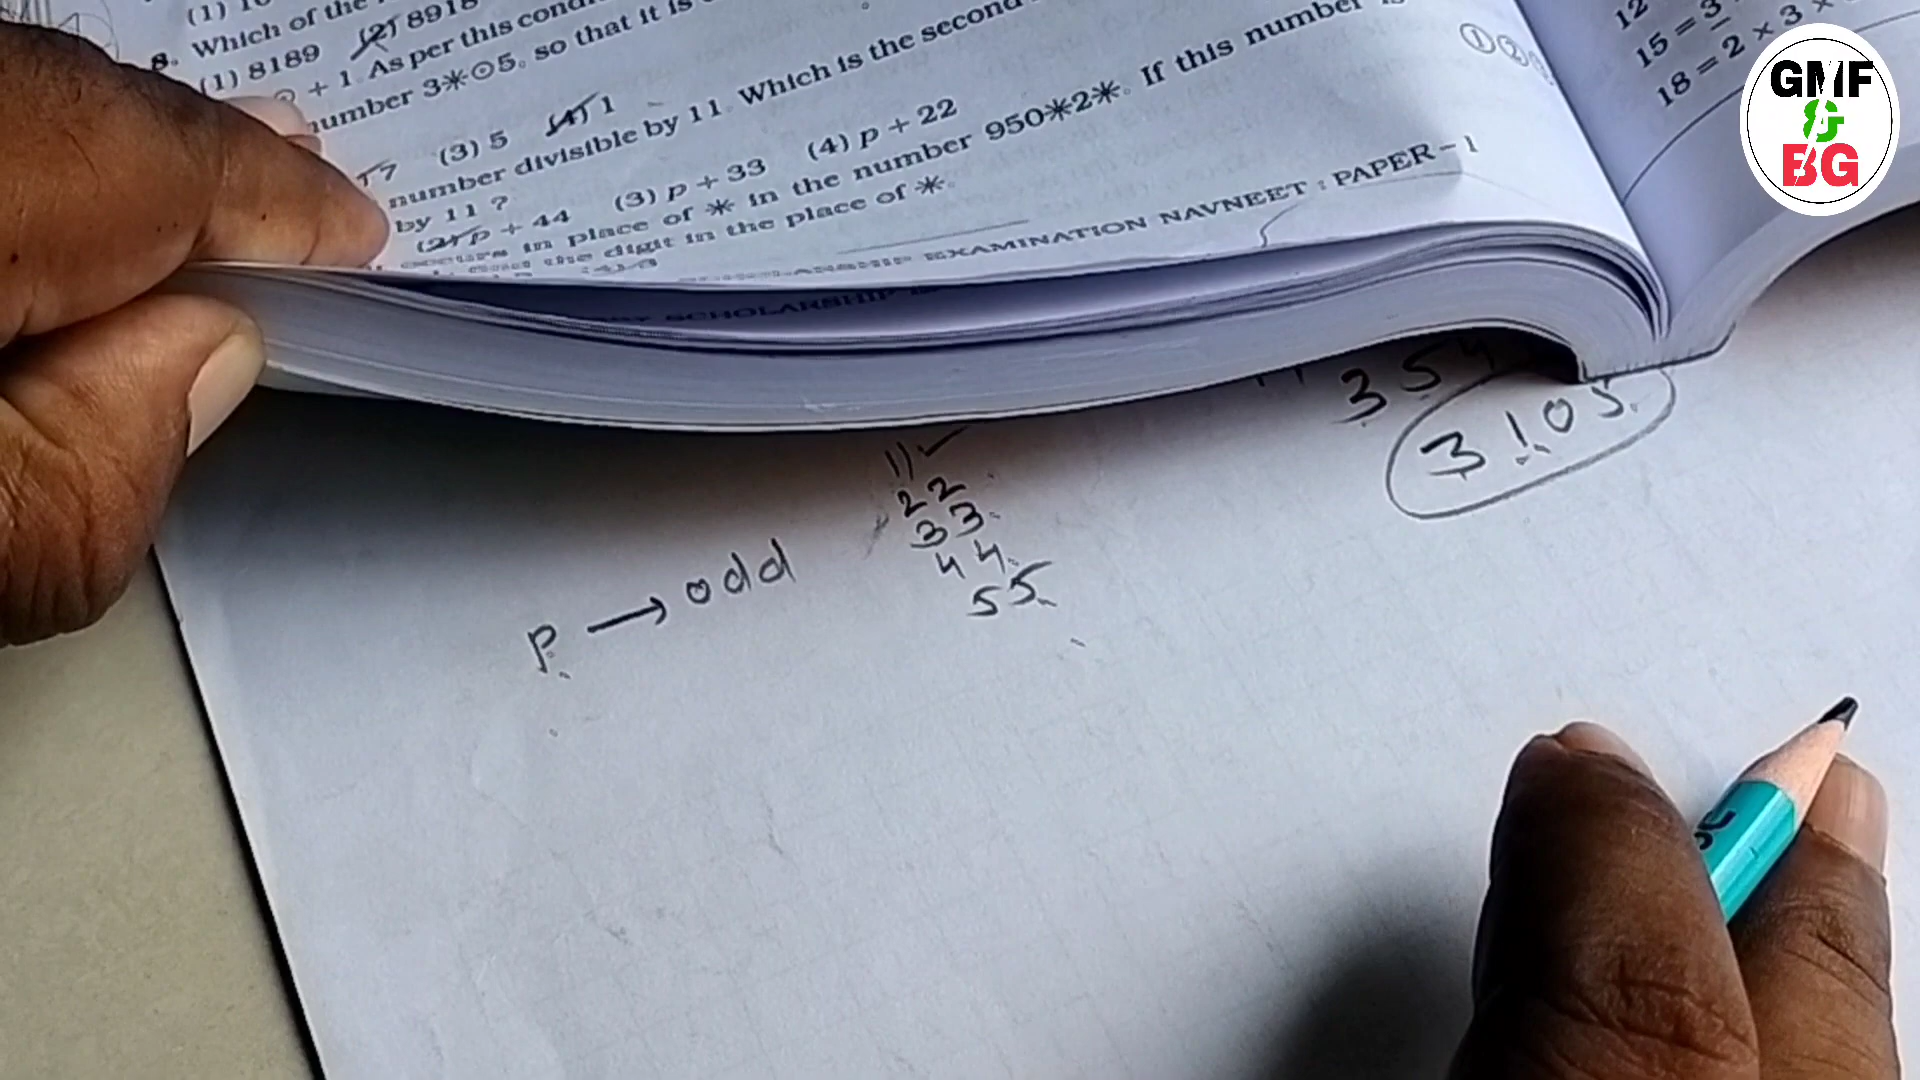 8. Which of the
(1) 8189 (2) 8918
+ 1. As per this
number 3✳⊙5, so that it is
7 (3) 5 (4) 1
number divisible by 11. Which is the second
by 11 ?
(2) p + 44 (3) p + 33 (4) p + 22
occurs in place of ✳ in the number 950✳2✳. If this number
the digit in the place of ✳.
SCHOLARSHIP EXAMINATION NAVNEET : PAPER - 1
SCHOLARSHIP
① ②
12
15 = 3
18 = 2 × 3 ×
GMF
&
BG
354
3105
11
22
33
44
55
P → odd